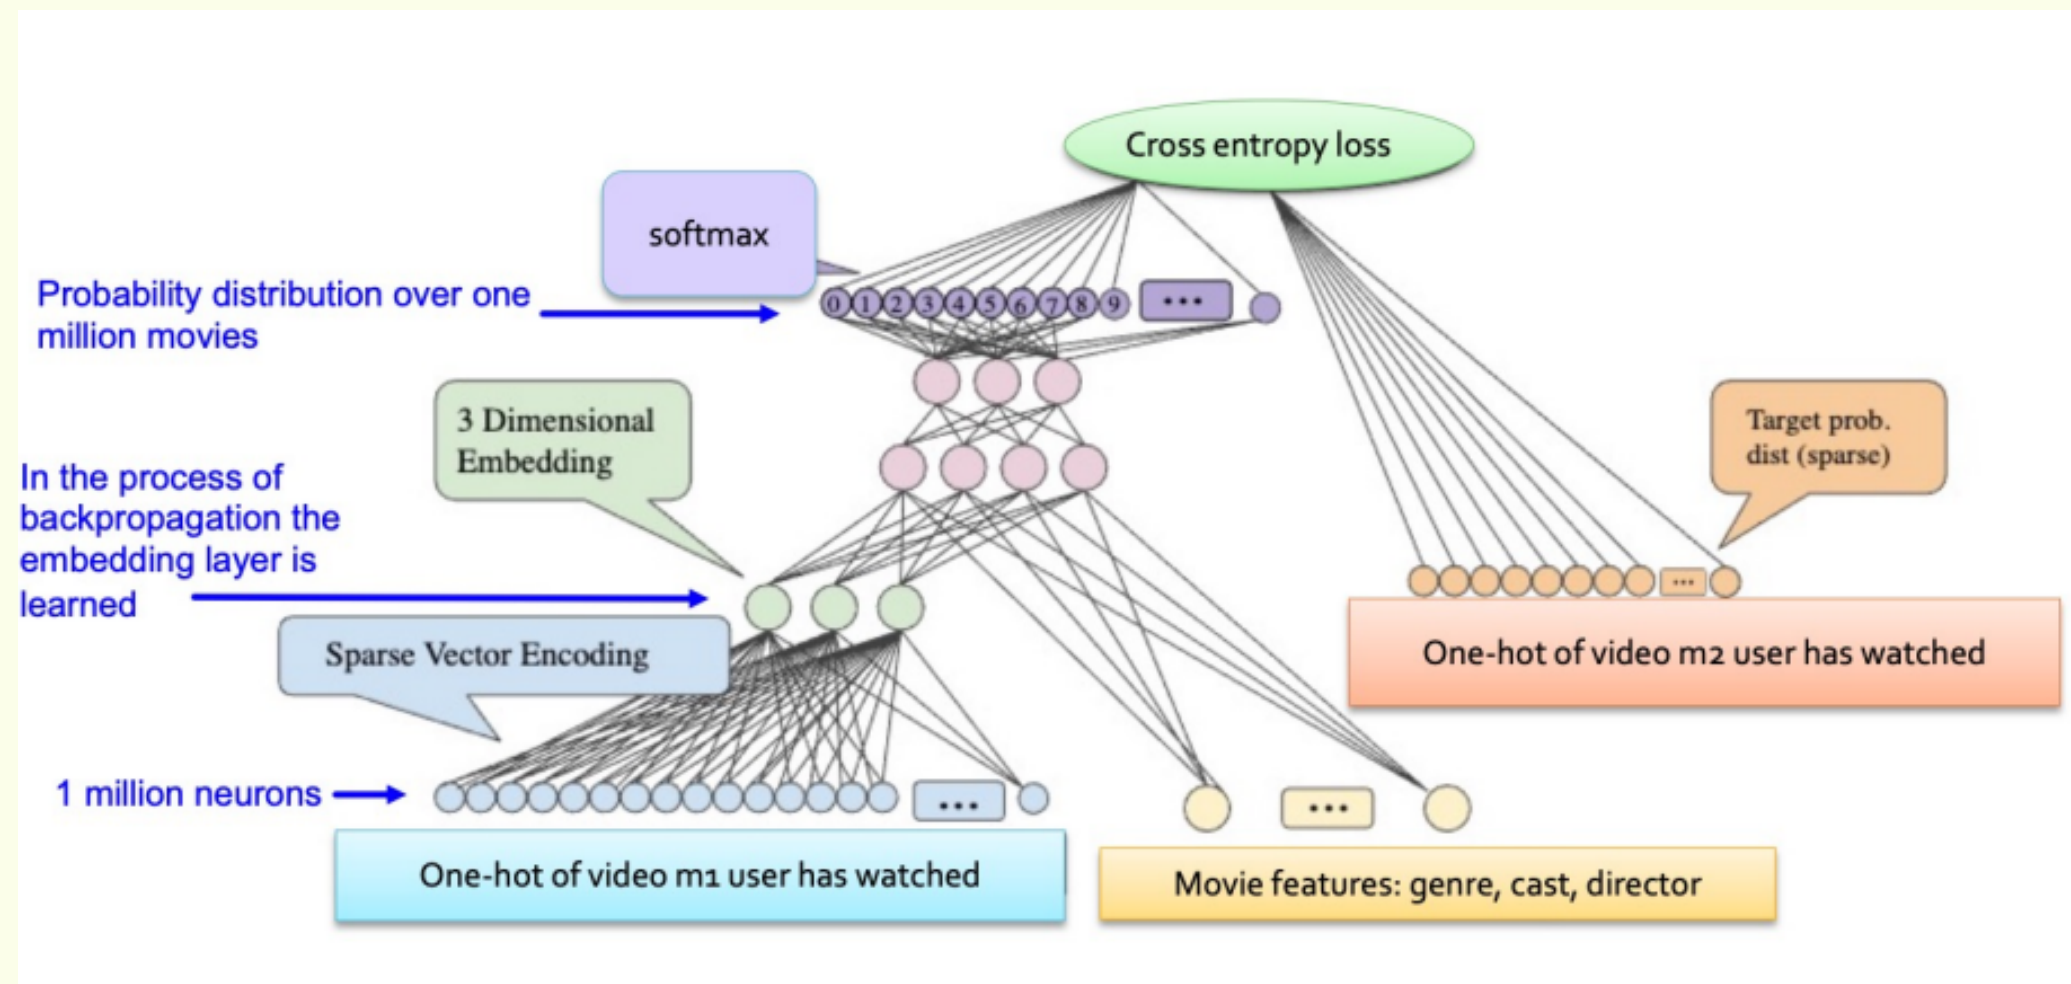 Cross entropy loss
softmax
Probability distribution over one
million movies
0 1 2 3 4 5 6 7 8 9 ...
3 Dimensional
Embedding
Target prob.
dist (sparse)
In the process of
backpropagation the
embedding layer is
learned
...
One-hot of video m2 user has watched
Sparse Vector Encoding
1 million neurons
...
...
One-hot of video m1 user has watched
Movie features: genre, cast, director